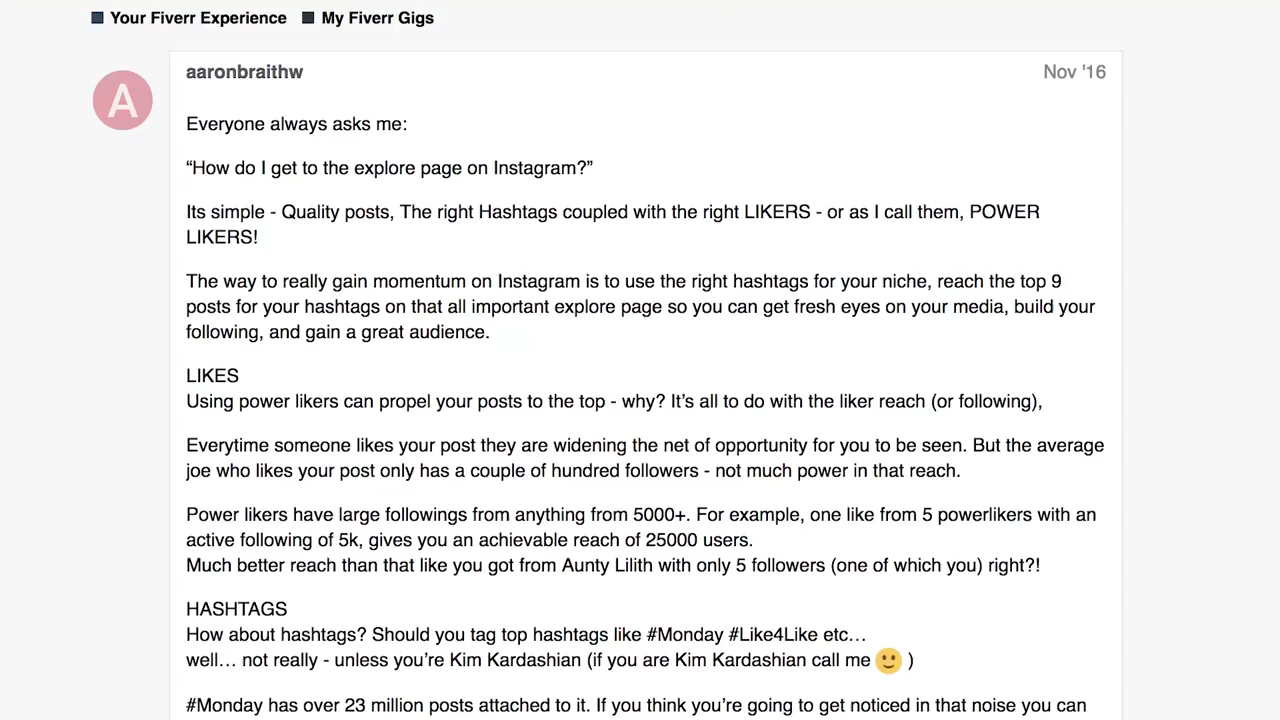 Your Fiverr Experience My Fiverr Gigs
A
aaronbraithw Nov '16
Everyone always asks me:
“How do I get to the explore page on Instagram?”
Its simple - Quality posts, The right Hashtags coupled with the right LIKERS - or as I call them, POWER
LIKERS!
The way to really gain momentum on Instagram is to use the right hashtags for your niche, reach the top 9
posts for your hashtags on that all important explore page so you can get fresh eyes on your media, build your
following, and gain a great audience.
LIKES
Using power likers can propel your posts to the top - why? It’s all to do with the liker reach (or following),
Everytime someone likes your post they are widening the net of opportunity for you to be seen. But the average
joe who likes your post only has a couple of hundred followers - not much power in that reach.
Power likers have large followings from anything from 5000+. For example, one like from 5 powerlikers with an
active following of 5k, gives you an achievable reach of 25000 users.
Much better reach than that like you got from Aunty Lilith with only 5 followers (one of which you) right?!
HASHTAGS
How about hashtags? Should you tag top hashtags like #Monday #Like4Like etc…
well… not really - unless you’re Kim Kardashian (if you are Kim Kardashian call me 🙂 )
#Monday has over 23 million posts attached to it. If you think you’re going to get noticed in that noise you can